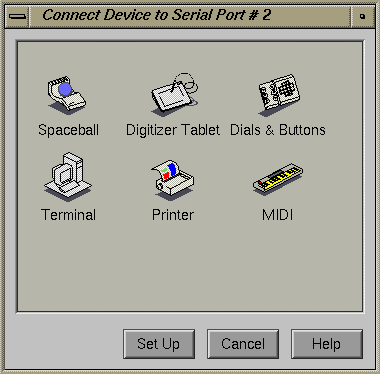 Connect Device to Serial Port # 2
Spaceball Digitizer Tablet Dials & Buttons
Terminal Printer MIDI
Set Up Cancel Help